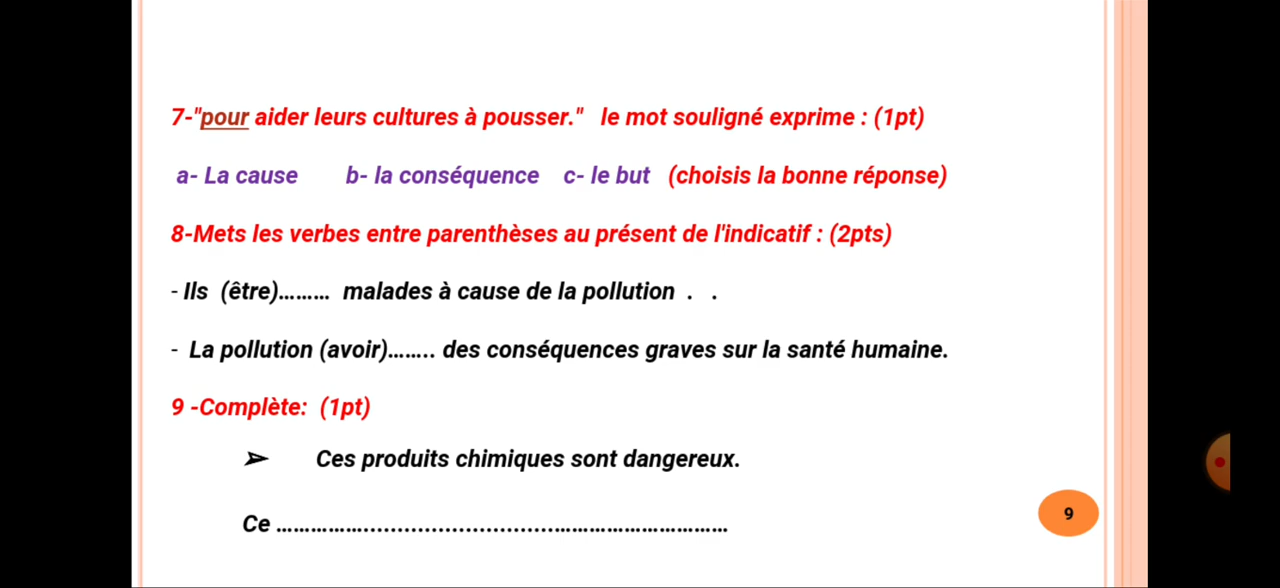 7-"pour aider leurs cultures à pousser."   le mot souligné exprime : (1pt)
a- La cause   b- la conséquence   c- le but   (choisis la bonne réponse)
8-Mets les verbes entre parenthèses au présent de l'indicatif : (2pts)
- Ils  (être)......... malades à cause de la pollution  .   .
-  La pollution (avoir)........ des conséquences graves sur la santé humaine.
9 -Complète:  (1pt)
➢   Ces produits chimiques sont dangereux.
Ce ..................................................................
9